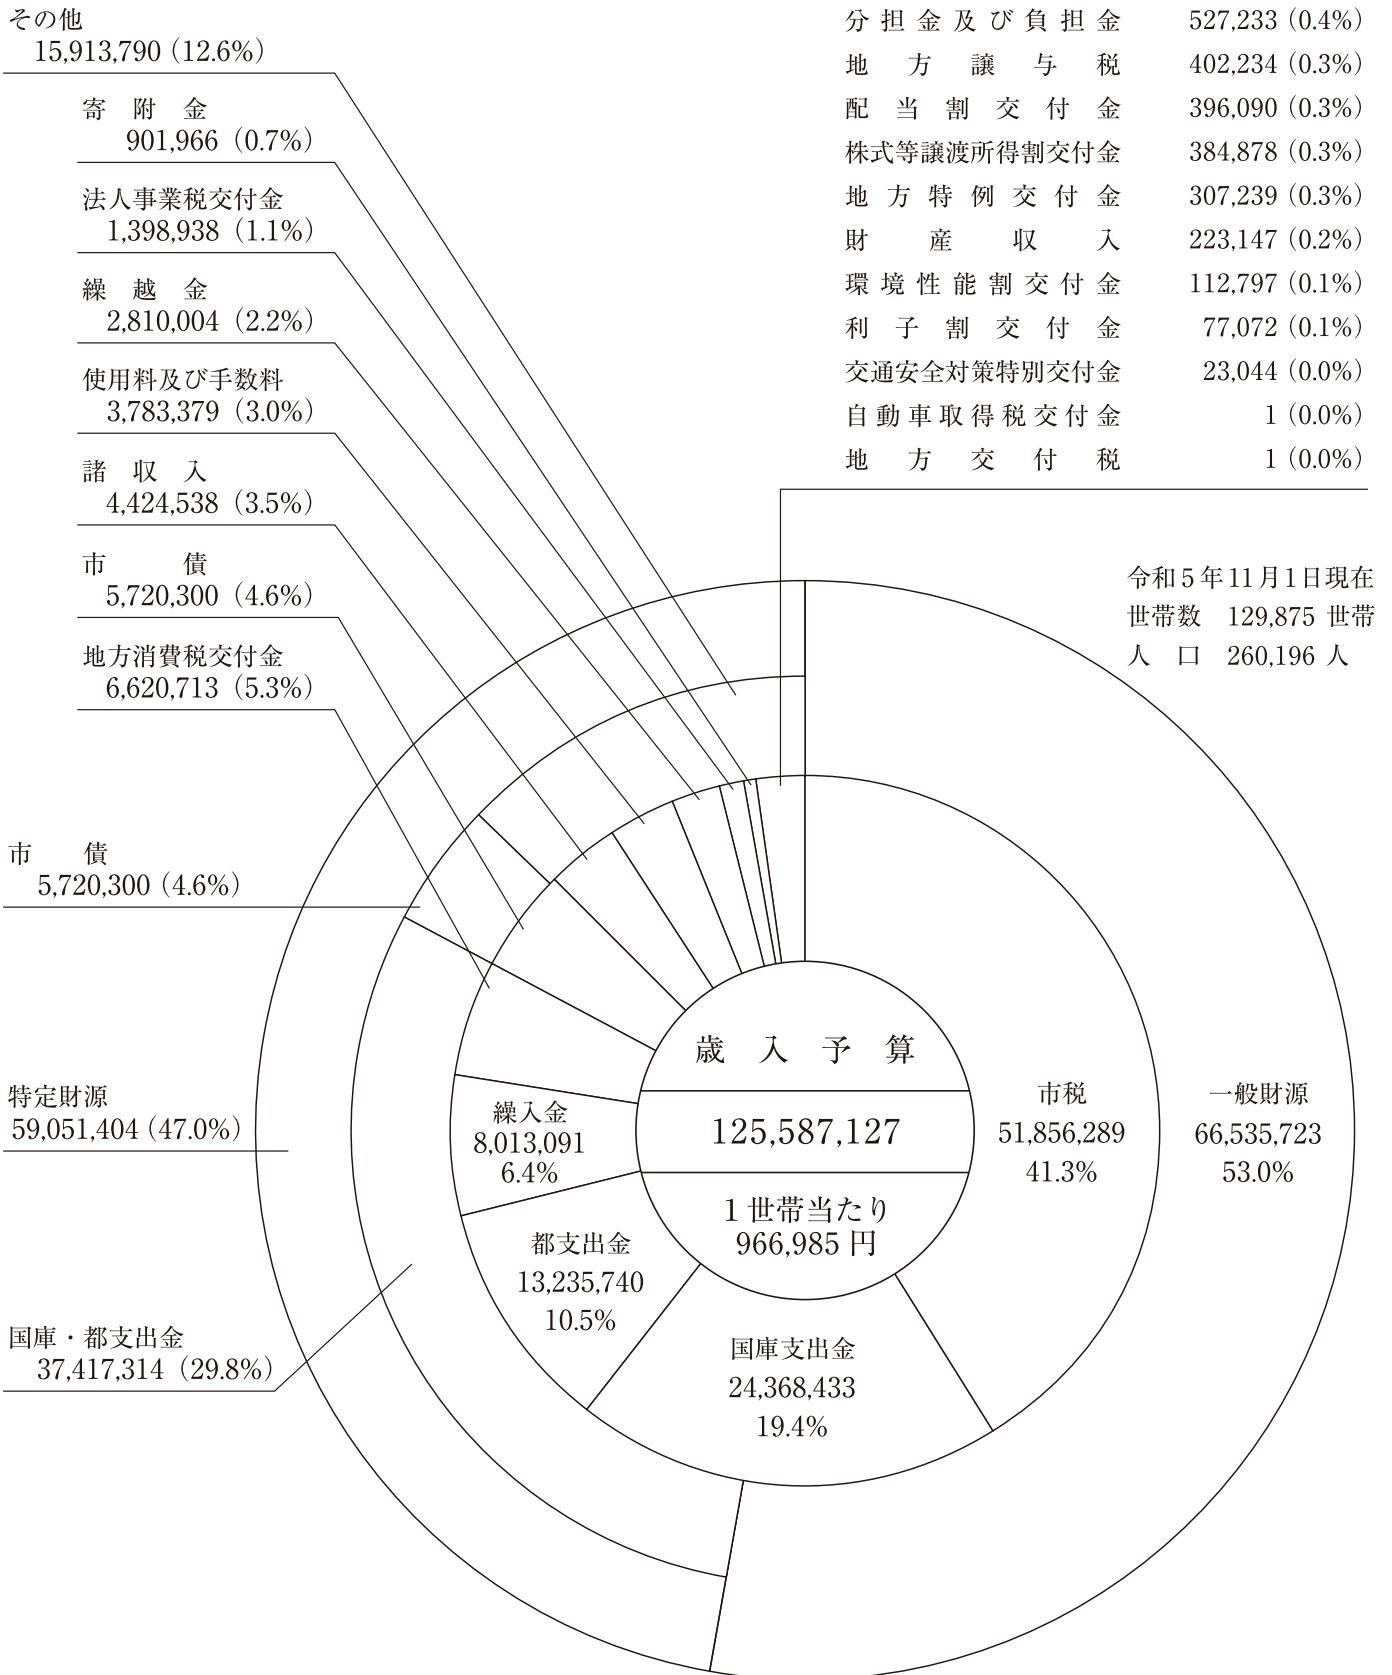 その他
15,913,790（12.6%）
寄附金
901,966（0.7%）
法人事業税交付金
1,398,938（1.1%）
繰越金
2,810,004（2.2%）
使用料及び手数料
3,783,379（3.0%）
諸収入
4,424,538（3.5%）
市債
5,720,300（4.6%）
地方消費税交付金
6,620,713（5.3%）
市債
5,720,300（4.6%）
特定財源
59,051,404（47.0%）
国庫・都支出金
37,417,314（29.8%）
分担金及び負担金 527,233（0.4%）
地方譲与税 402,234（0.3%）
配当割交付金 396,090（0.3%）
株式等譲渡所得割交付金 384,878（0.3%）
地方特例交付金 307,239（0.3%）
財産収入 223,147（0.2%）
環境性能割交付金 112,797（0.1%）
利子割交付金 77,072（0.1%）
交通安全対策特別交付金 23,044（0.0%）
自動車取得税交付金 1（0.0%）
地方交付税 1（0.0%）
令和5年11月1日現在
世帯数 129,875 世帯
人口 260,196 人
歳入予算
125,587,127
1世帯当たり
966,985円
繰入金
8,013,091
6.4%
都支出金
13,235,740
10.5%
国庫支出金
24,368,433
19.4%
市税
51,856,289
41.3%
一般財源
66,535,723
53.0%